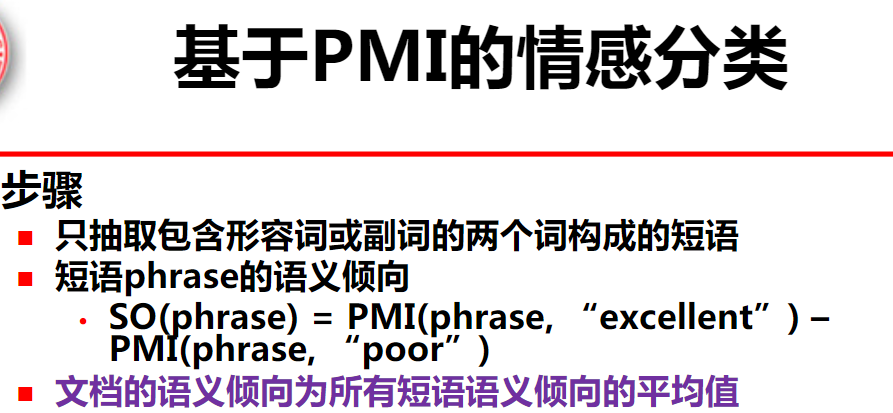 基于PMI的情感分类
步骤
只抽取包含形容词或副词的两个词构成的短语
短语phrase的语义倾向
SO(phrase) = PMI(phrase, “excellent”) –
PMI(phrase, “poor”)
文档的语义倾向为所有短语语义倾向的平均值